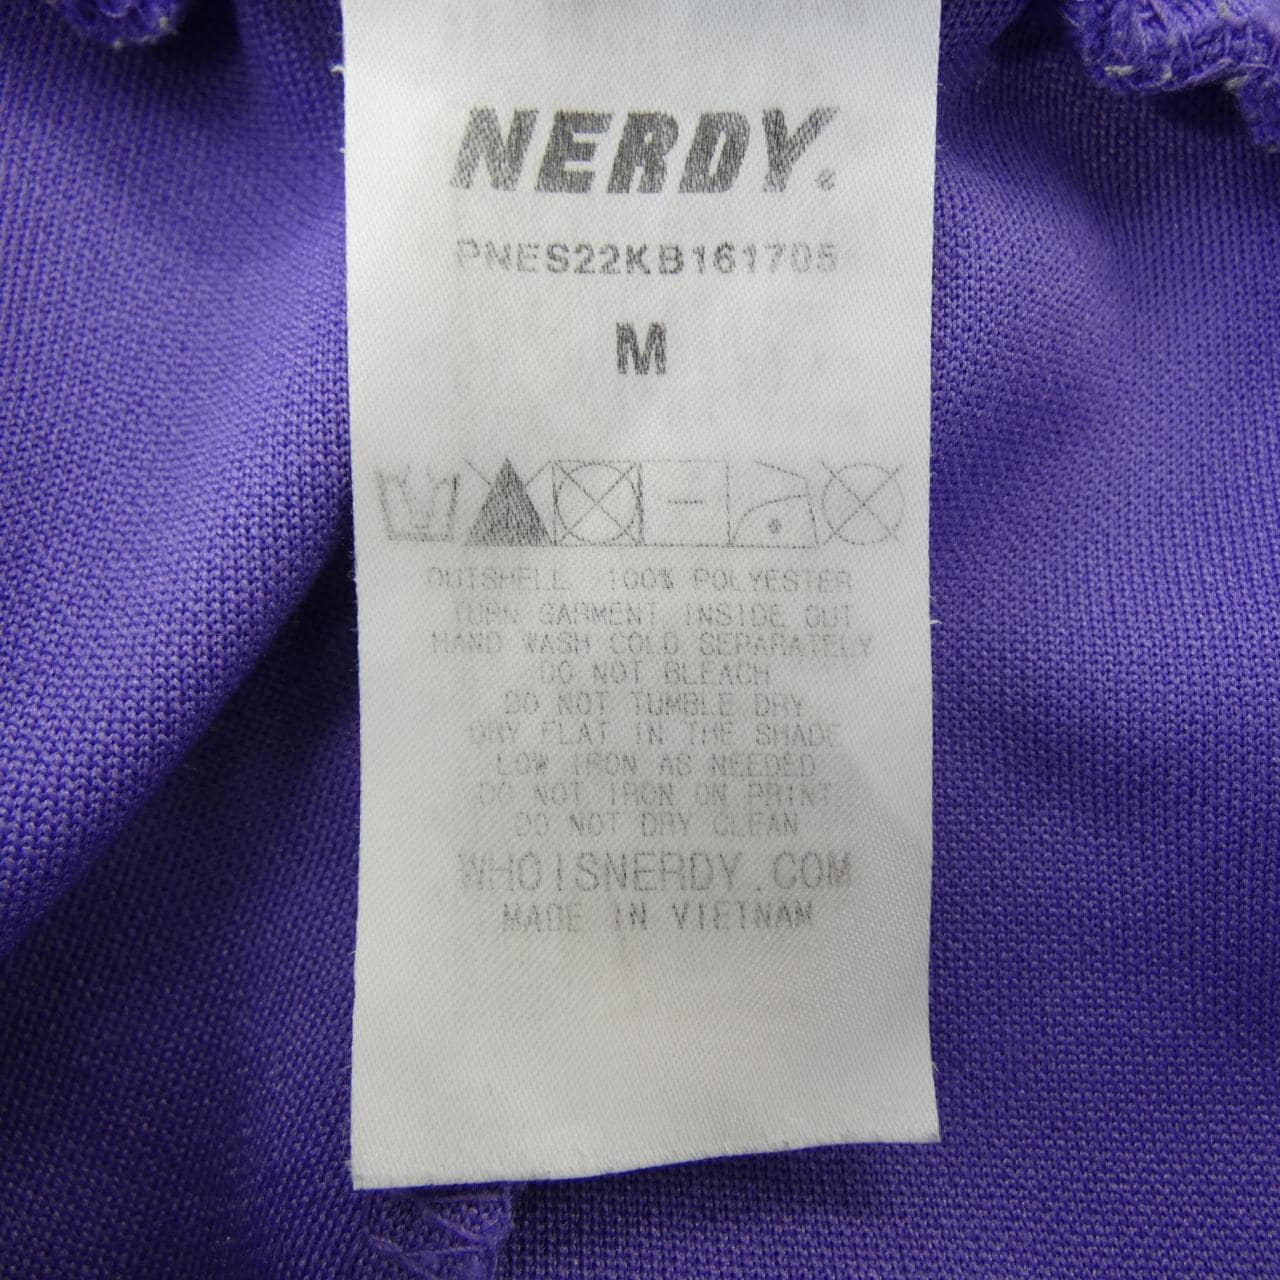 NERDY.
PNES22KB161705
M
OUTSHELL 100% POLYESTER
TURN GARMENT INSIDE OUT
HAND WASH COLD SEPARATELY
DO NOT BLEACH
DO NOT TUMBLE DRY
DRY FLAT IN THE SHADE
LOW IRON AS NEEDED
DO NOT IRON ON PRINT
DO NOT DRY CLEAN
WHOISNERDY.COM
MADE IN VIETNAM